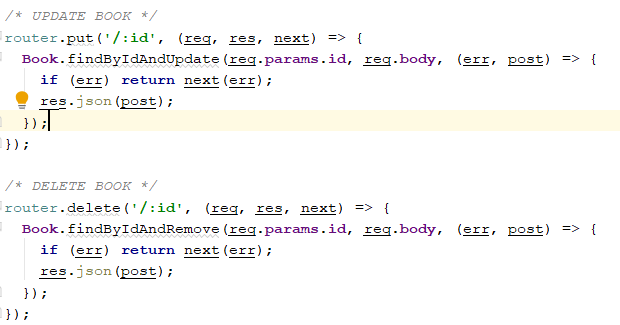 /* UPDATE BOOK */
router.put('/:id', (req, res, next) => {
  Book.findByIdAndUpdate(req.params.id, req.body, (err, post) => {
    if (err) return next(err);
    res.json(post);
  });
});
/* DELETE BOOK */
router.delete('/:id', (req, res, next) => {
  Book.findByIdAndRemove(req.params.id, req.body, (err, post) => {
    if (err) return next(err);
    res.json(post);
  });
});